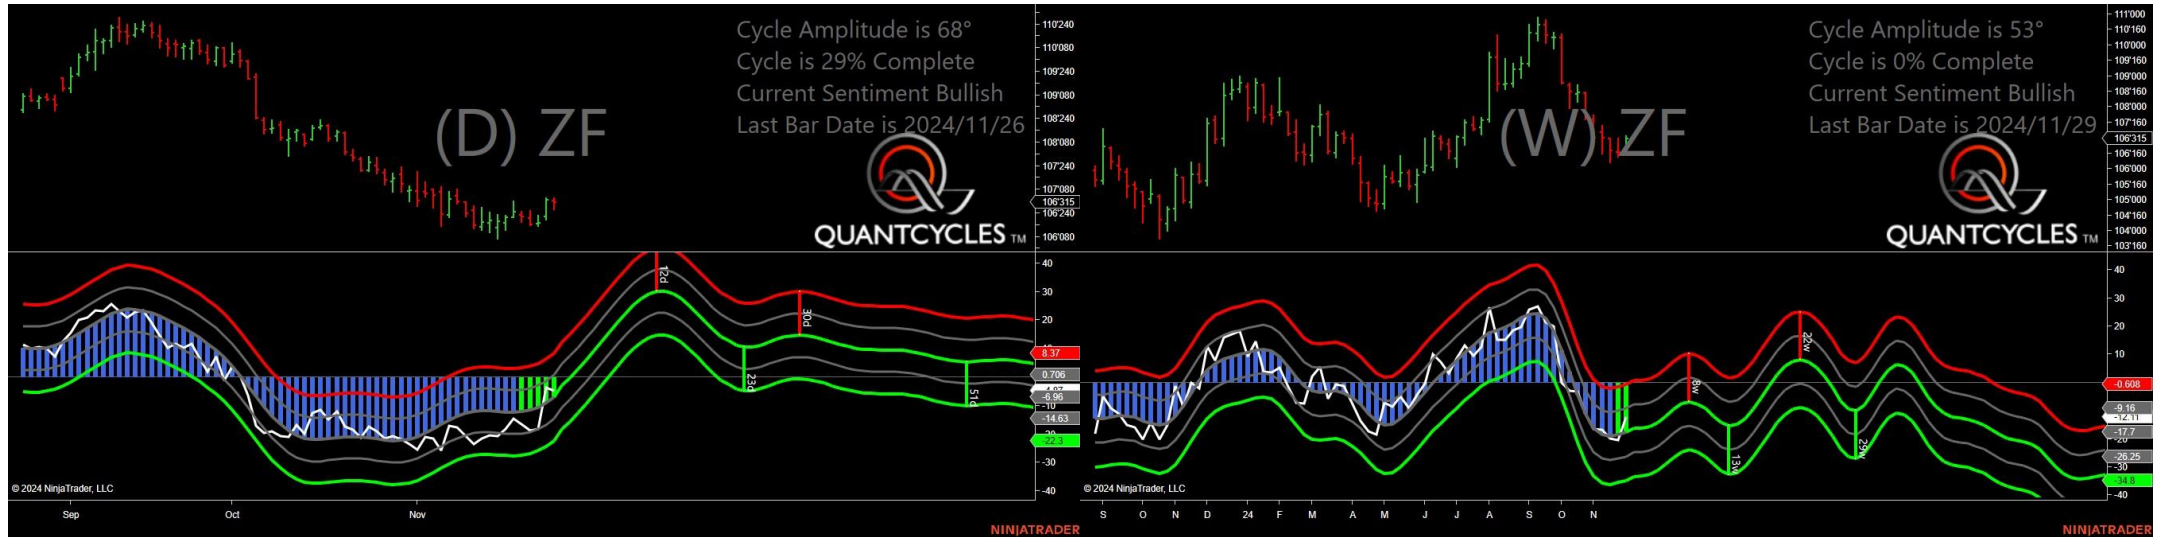 Cycle Amplitude is 68°
Cycle is 29% Complete
Current Sentiment Bullish
Last Bar Date is 2024/11/26
(D) ZF
QUANTCYCLES TM
110'240
110'080
109'240
109'080
108'240
108'080
107'240
107'080
106'315
106'240
106'080
12d
30d
23d
51d
40
30
20
8.37
0.706
-6.96
-10
-14.63
-22.3
-30
-40
© 2024 NinjaTrader, LLC
Sep Oct Nov
NINJATRADER
Cycle Amplitude is 53°
Cycle is 0% Complete
Current Sentiment Bullish
Last Bar Date is 2024/11/29
(W) ZF
QUANTCYCLES TM
111'000
110'160
110'000
109'160
109'000
108'160
108'000
107'160
106'315
106'160
106'000
105'160
105'000
104'160
104'000
103'160
8w
22w
13w
29w
40
30
20
10
-0.608
-9.16
-17.7
-26.25
-30
-34.8
-40
© 2024 NinjaTrader, LLC
S O N D 24 F M A M J J A S O N
NINJATRADER